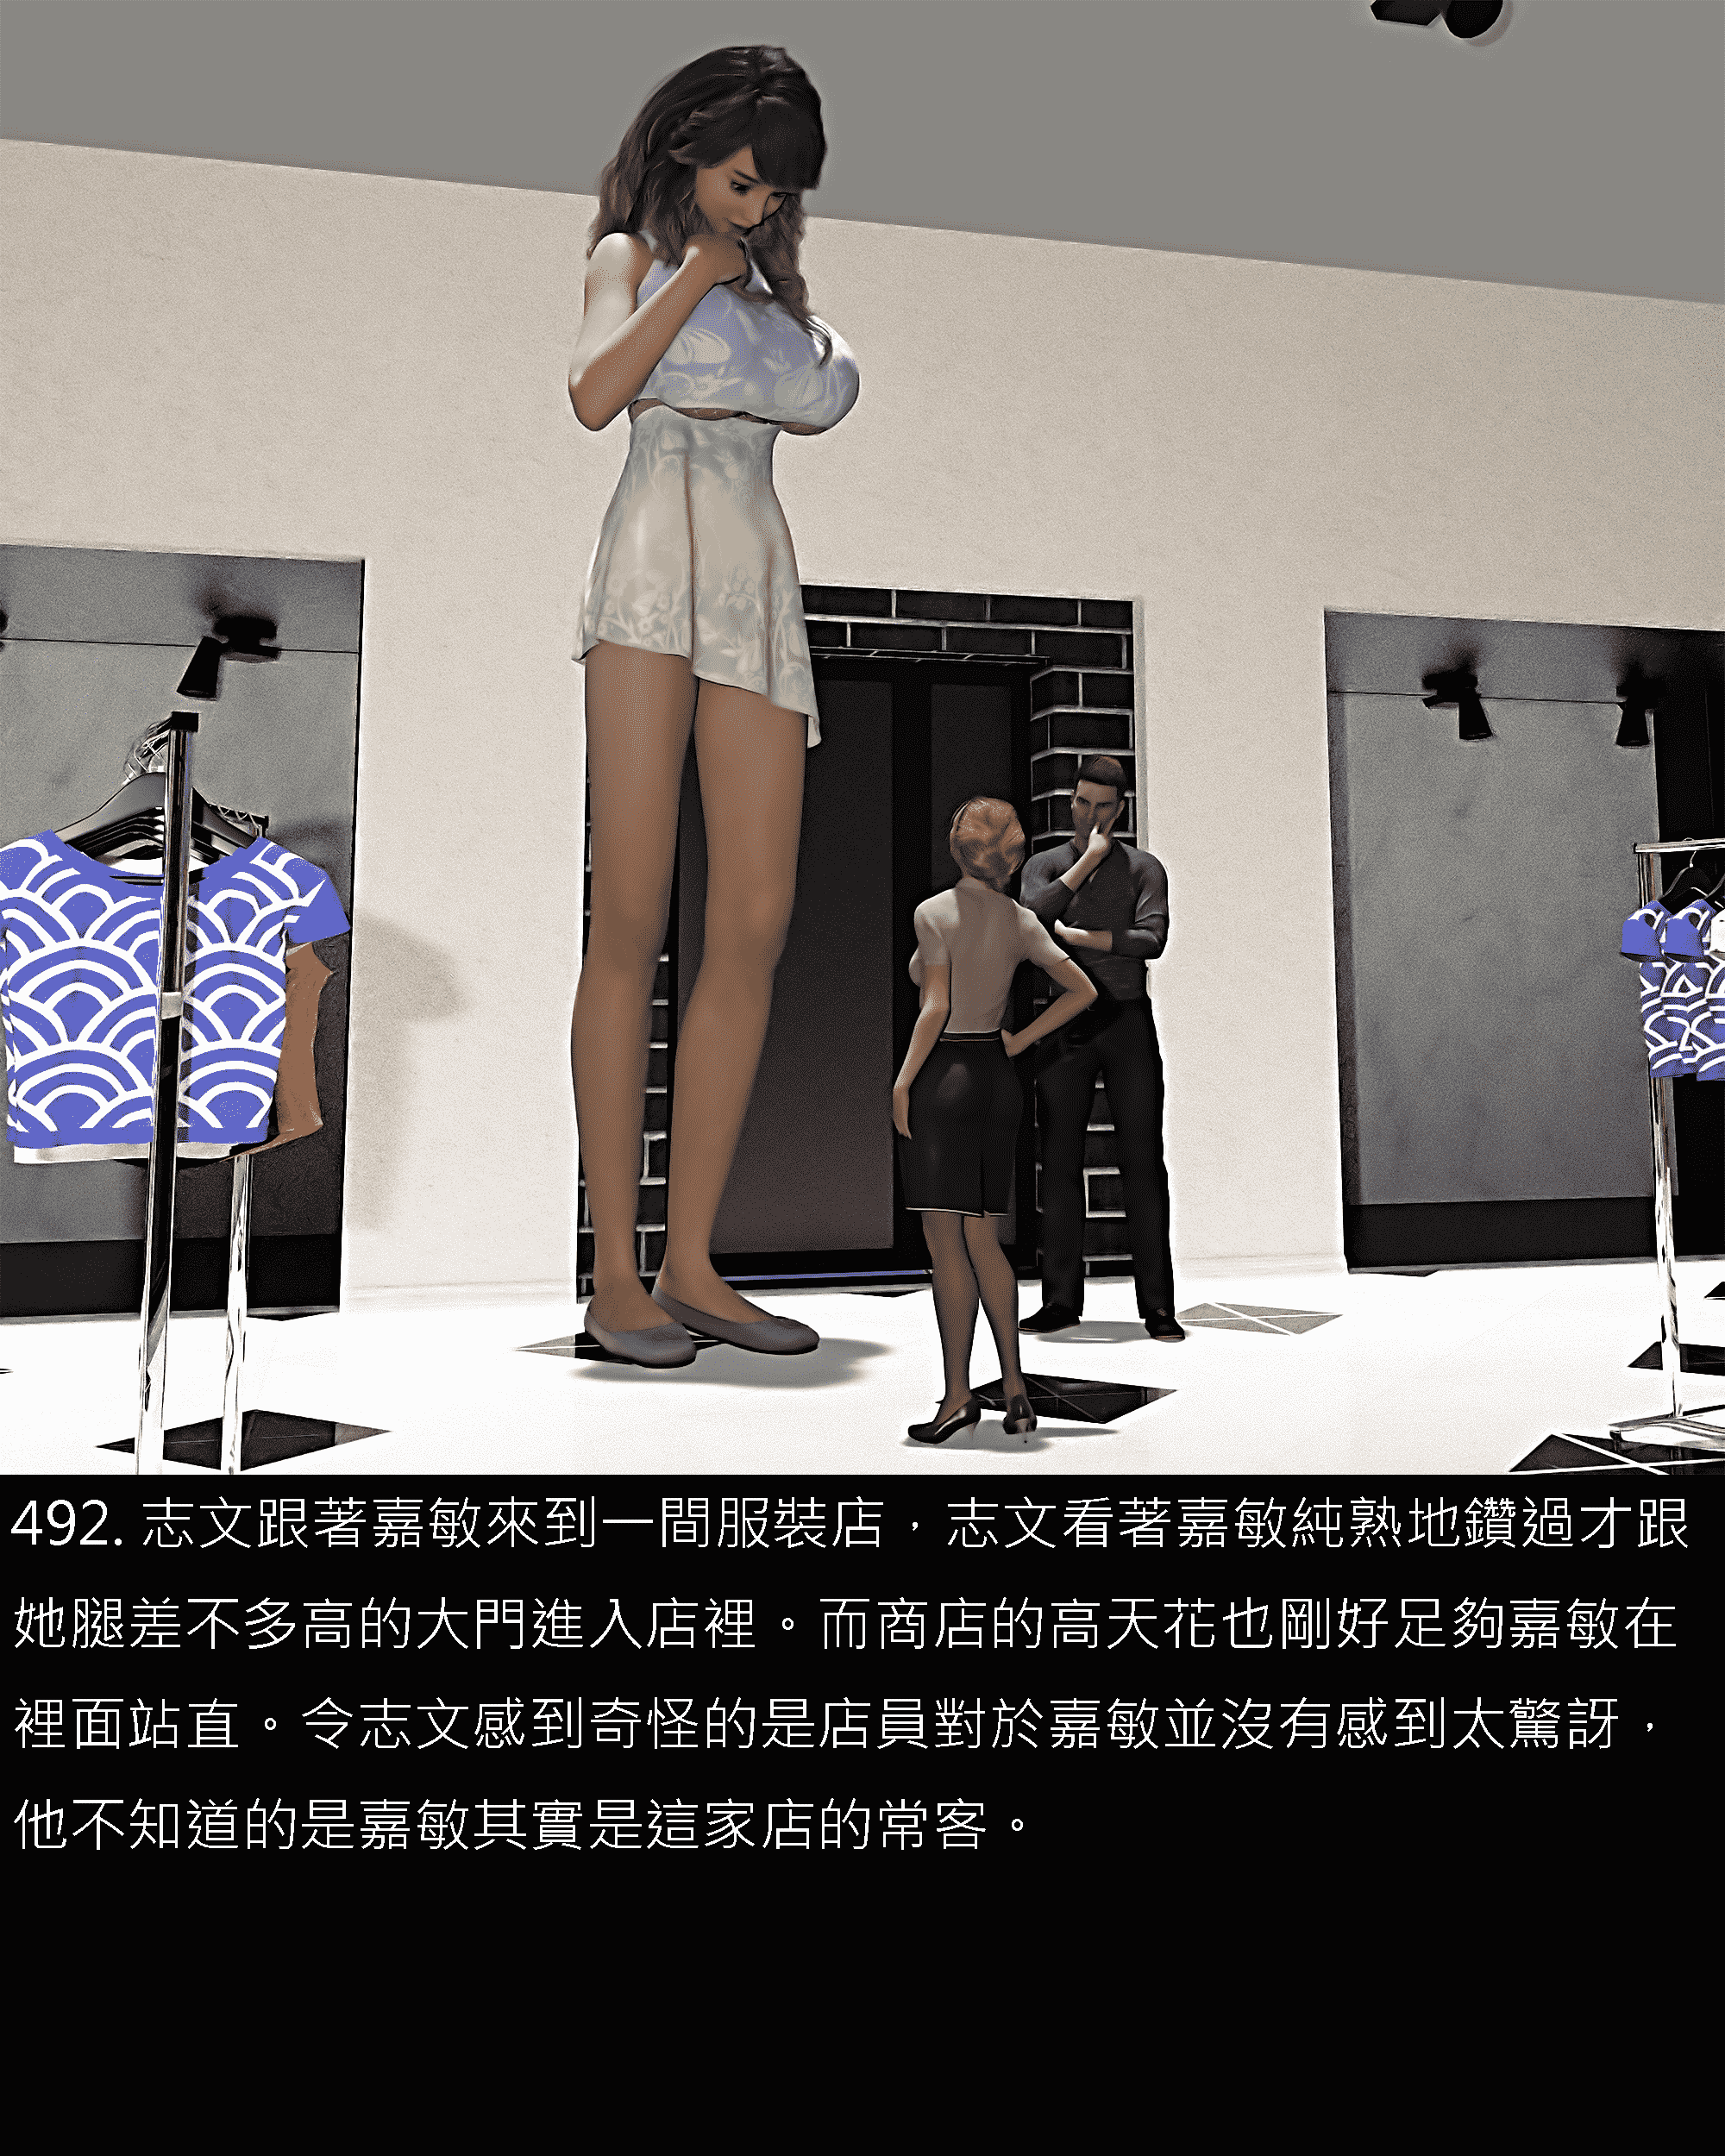 492. 志文跟著嘉敏來到一間服裝店，志文看著嘉敏純熟地鑽過才跟
她腿差不多高的大門進入店裡。而商店的高天花也剛好足夠嘉敏在
裡面站直。令志文感到奇怪的是店員對於嘉敏並沒有感到太驚訝，
他不知道的是嘉敏其實是這家店的常客。